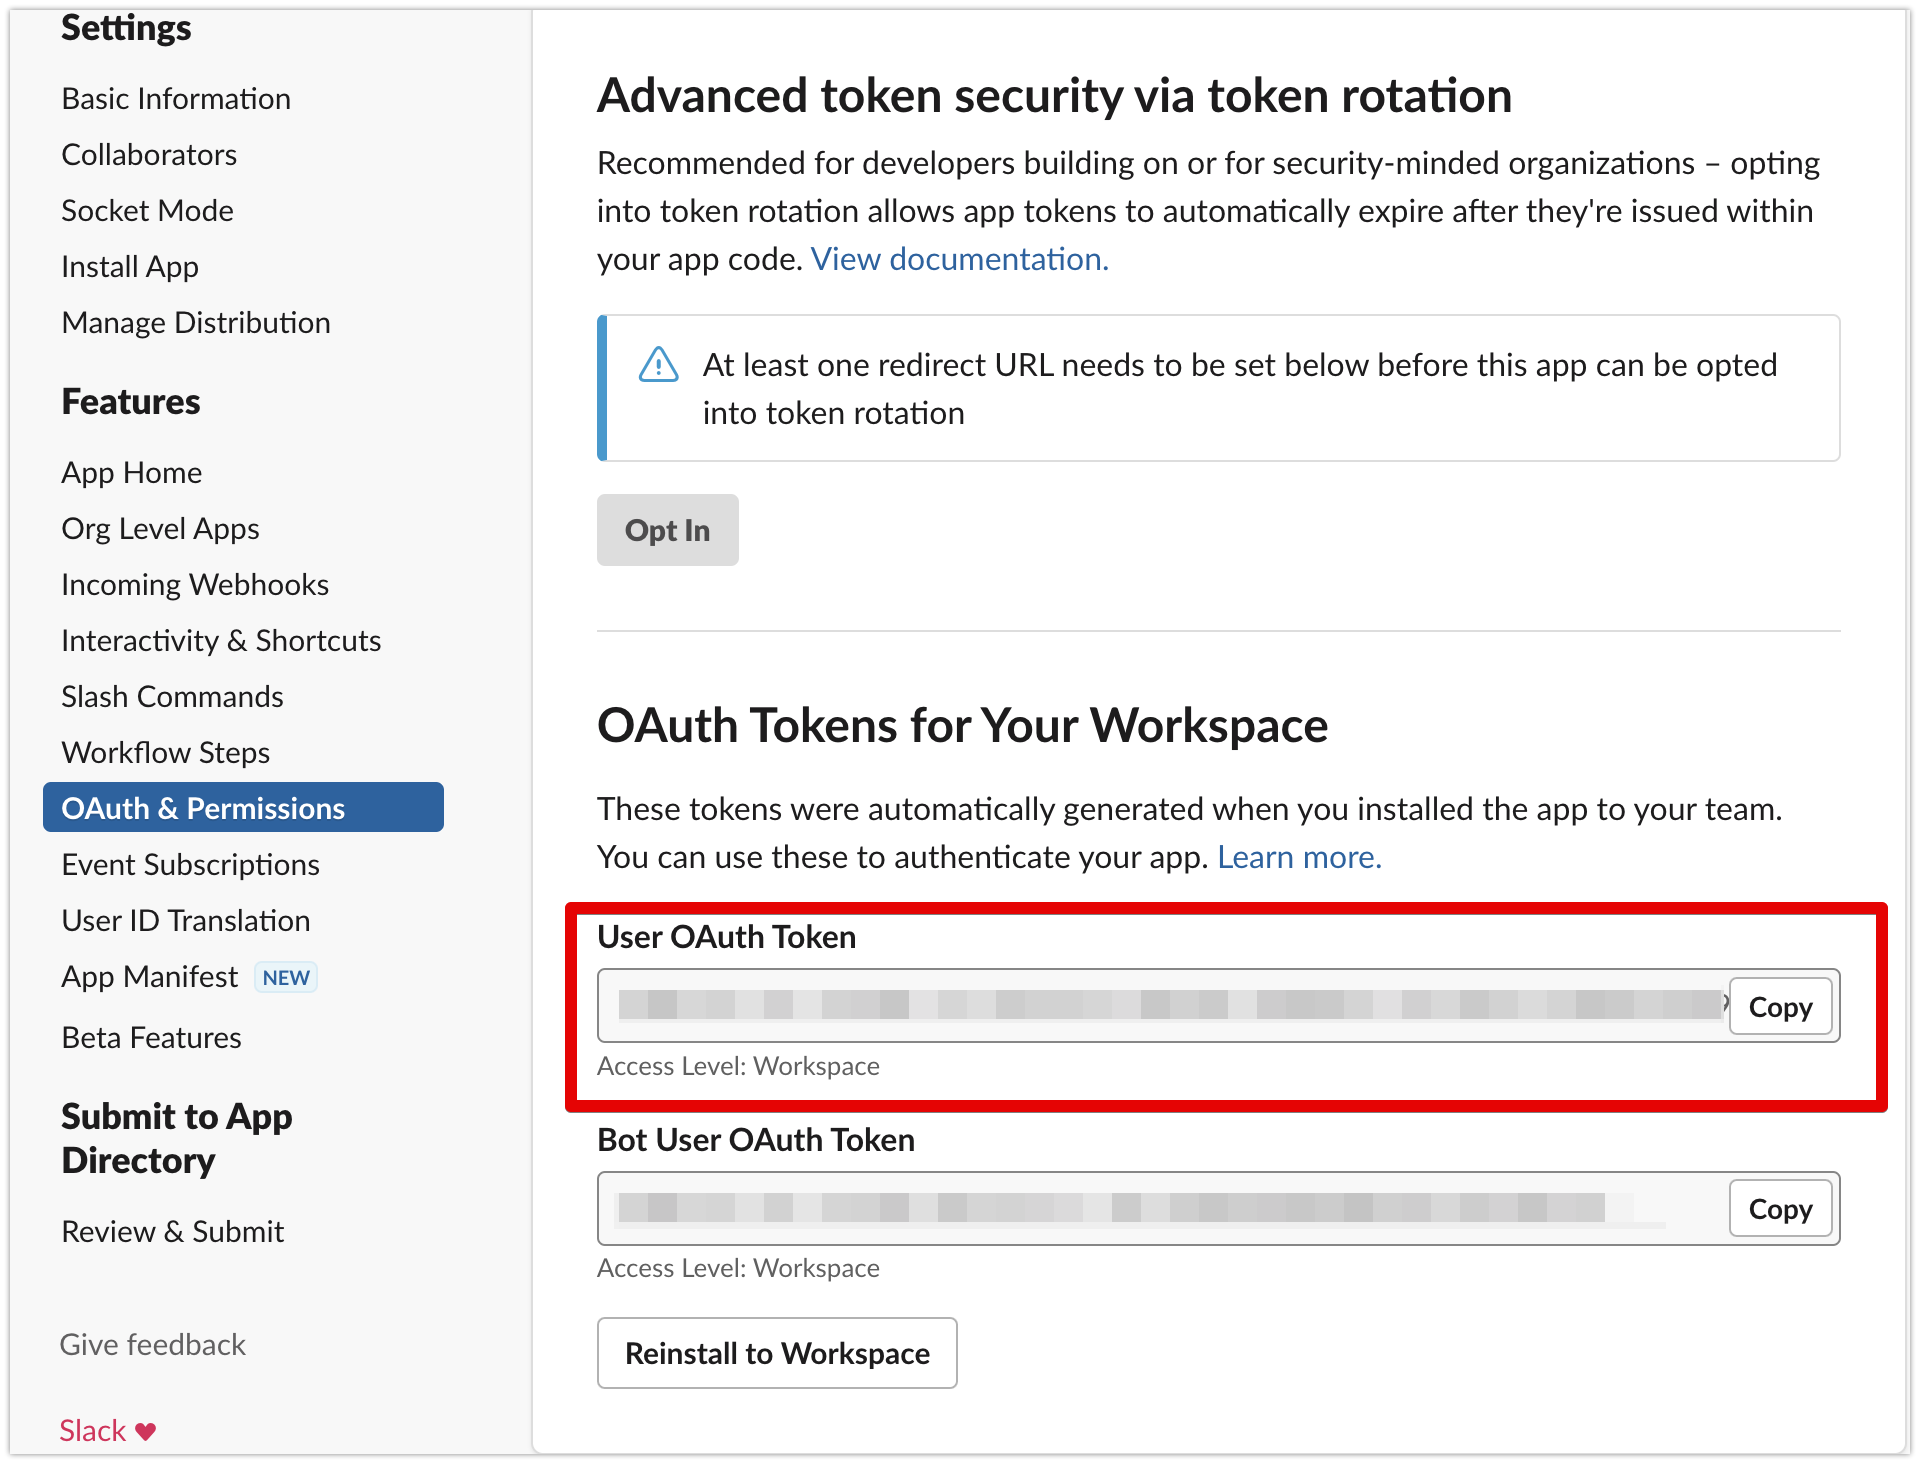 Settings
Basic Information
Collaborators
Socket Mode
Install App
Manage Distribution
Features
App Home
Org Level Apps
Incoming Webhooks
Interactivity & Shortcuts
Slash Commands
Workflow Steps
OAuth & Permissions
Event Subscriptions
User ID Translation
App Manifest NEW
Beta Features
Submit to App
Directory
Review & Submit
Give feedback
Slack ♥
Advanced token security via token rotation
Recommended for developers building on or for security-minded organizations – opting
into token rotation allows app tokens to automatically expire after they're issued within
your app code. View documentation.
At least one redirect URL needs to be set below before this app can be opted
into token rotation
Opt In
OAuth Tokens for Your Workspace
These tokens were automatically generated when you installed the app to your team.
You can use these to authenticate your app. Learn more.
User OAuth Token
Copy
Access Level: Workspace
Bot User OAuth Token
Copy
Access Level: Workspace
Reinstall to Workspace